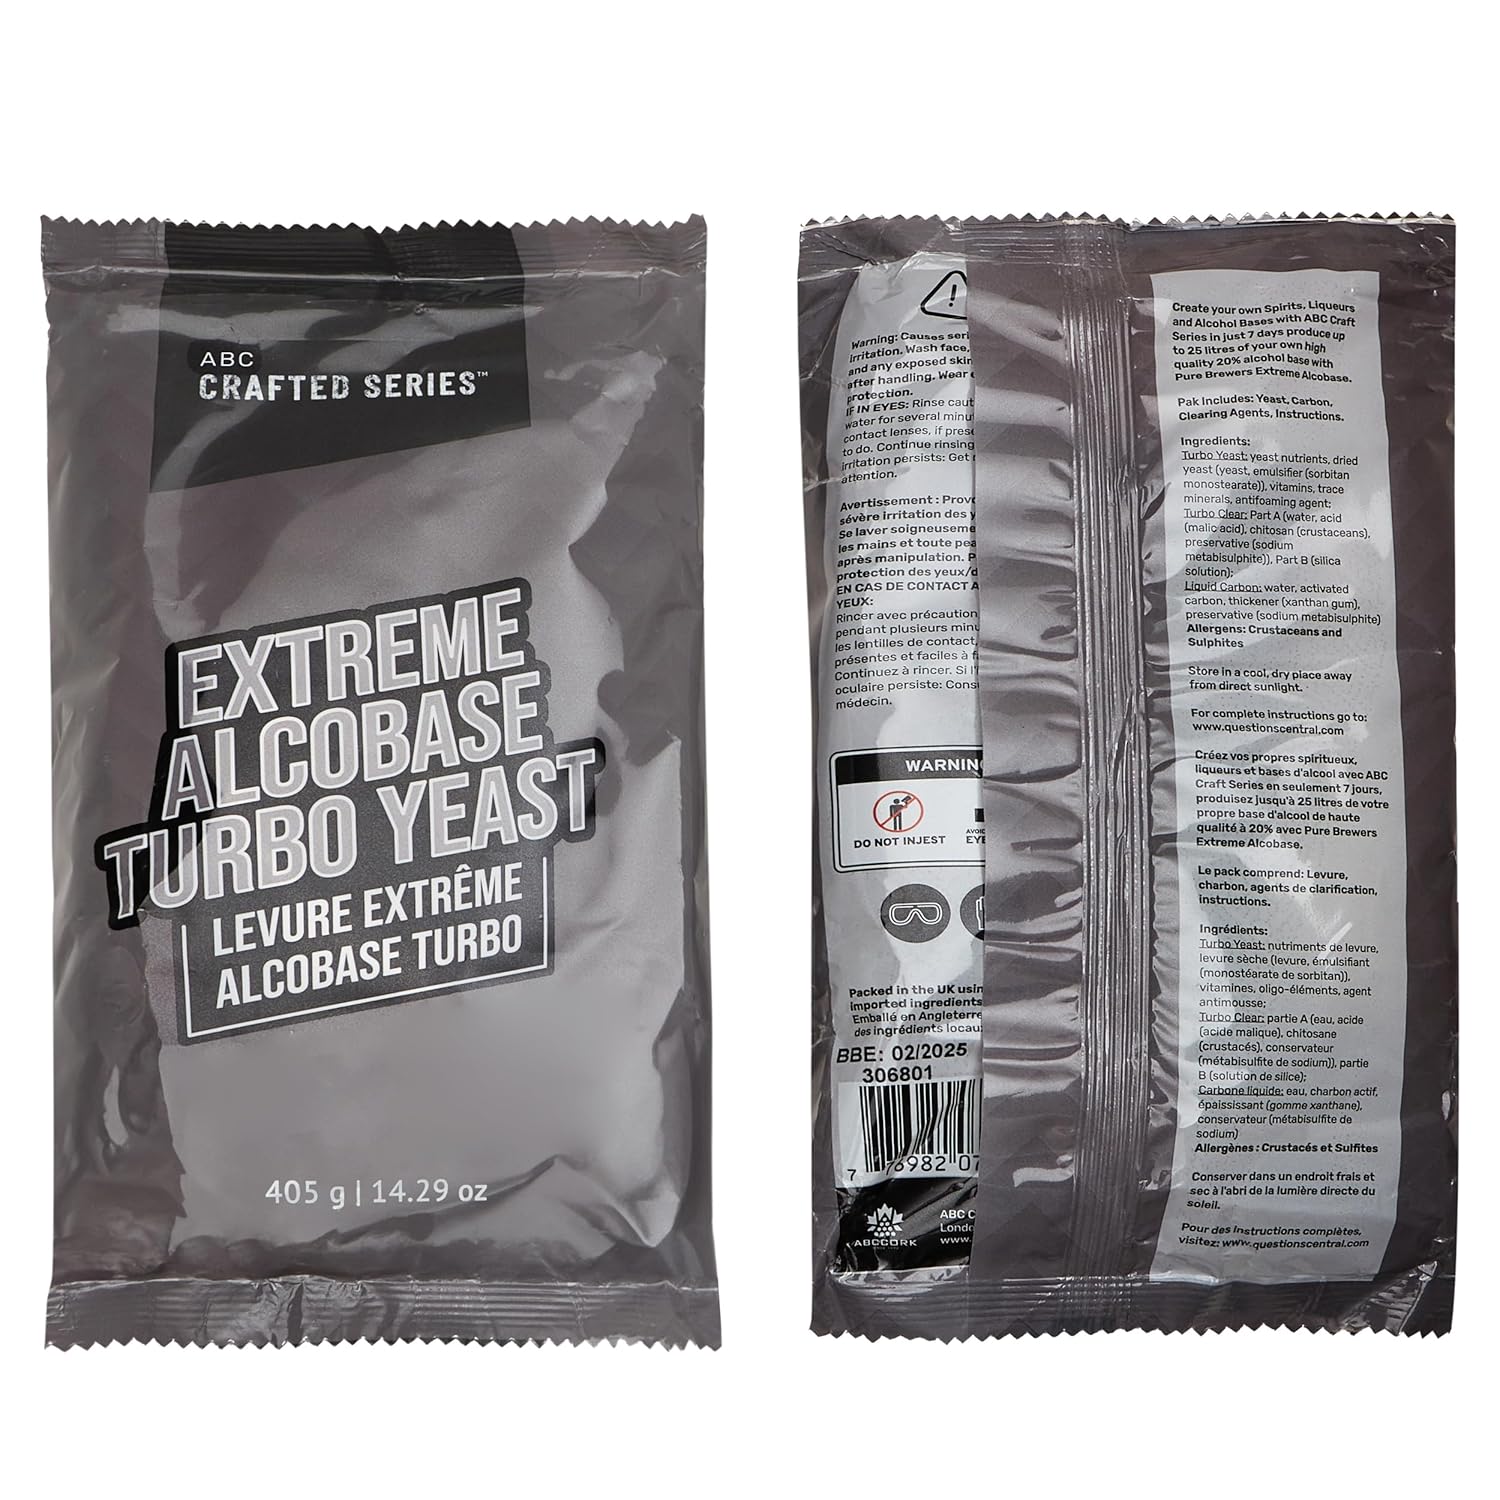 ABC
CRAFTED SERIES™
EXTREME
ALCOBASE
TURBO YEAST
LEVURE EXTRÊME
ALCOBASE TURBO
405 g | 14.29 oz
Warning: Causes
irritation. Wash face,
and any exposed
after handling. Wear
protection.
IF IN EYES: Rinse
water for several
contact lenses, if
to do. Continue rinsing
irritation persists: Get
attention.
Avertissement :
sévère irritation des
Se laver
les mains et toute
après manipulation.
protection des
EN CAS DE CONTACT
YEUX:
Rincer avec
pendant plusieurs
les lentilles de contact,
présentes et faciles à
Continuez à rincer. Si
oculaire persiste:
médecin.
WARNING
DO NOT INJEST
AVOID
EYE
Packed in the UK
imported ingredients
Emballé en Angleterre
des ingrédients
BBE: 02/2025
306801
7 76982 07
ABCCORK
ABC
www.
Create your own Spirits, Liqueurs
and Alcohol Bases with ABC Craft
Series in just 7 days produce up
to 25 litres of your own high
quality 20% alcohol base with
Pure Brewers Extreme Alcobase.
Pak Includes: Yeast, Carbon,
Clearing Agents, Instructions.
Ingredients:
Turbo Yeast: yeast nutrients, dried
yeast (yeast, emulsifier (sorbitan
monostearate)), vitamins, trace
minerals, antifoaming agent;
Turbo Clear: Part A (water, acid
(malic acid), chitosan (crustaceans),
preservative (sodium
metabisulphite)), Part B (silica
solution);
Liquid Carbon: water, activated
carbon, thickener (xanthan gum),
preservative (sodium metabisulphite)
Allergens: Crustaceans and
Sulphites
Store in a cool, dry place away
from direct sunlight.
For complete instructions go to:
www.questionscentral.com
Créez vos propres spiritueux,
liqueurs et bases d'alcool avec ABC
Craft Series en seulement 7 jours,
produisez jusqu'à 25 litres de votre
propre base d'alcool de haute
qualité à 20% avec Pure Brewers
Extreme Alcobase.
Le pack comprend: Levure,
charbon, agents de clarification,
instructions.
Ingrédients:
Turbo Yeast: nutriments de levure,
levure sèche (levure, émulsifiant
(monostéarate de sorbitan)),
vitamines, oligo-éléments, agent
antimousse;
Turbo Clear: partie A (eau, acide
(acide malique), chitosane
(crustacés), conservateur
(métabisulfite de sodium)), partie
B (solution de silice);
Carbone liquide: eau, charbon actif,
épaississant (gomme xanthane),
conservateur (métabisulfite de
sodium)
Allergènes : Crustacés et Sulfites
Conserver dans un endroit frais et
sec à l'abri de la lumière directe du
soleil.
Pour des instructions complètes,
visitez: www.questionscentral.com